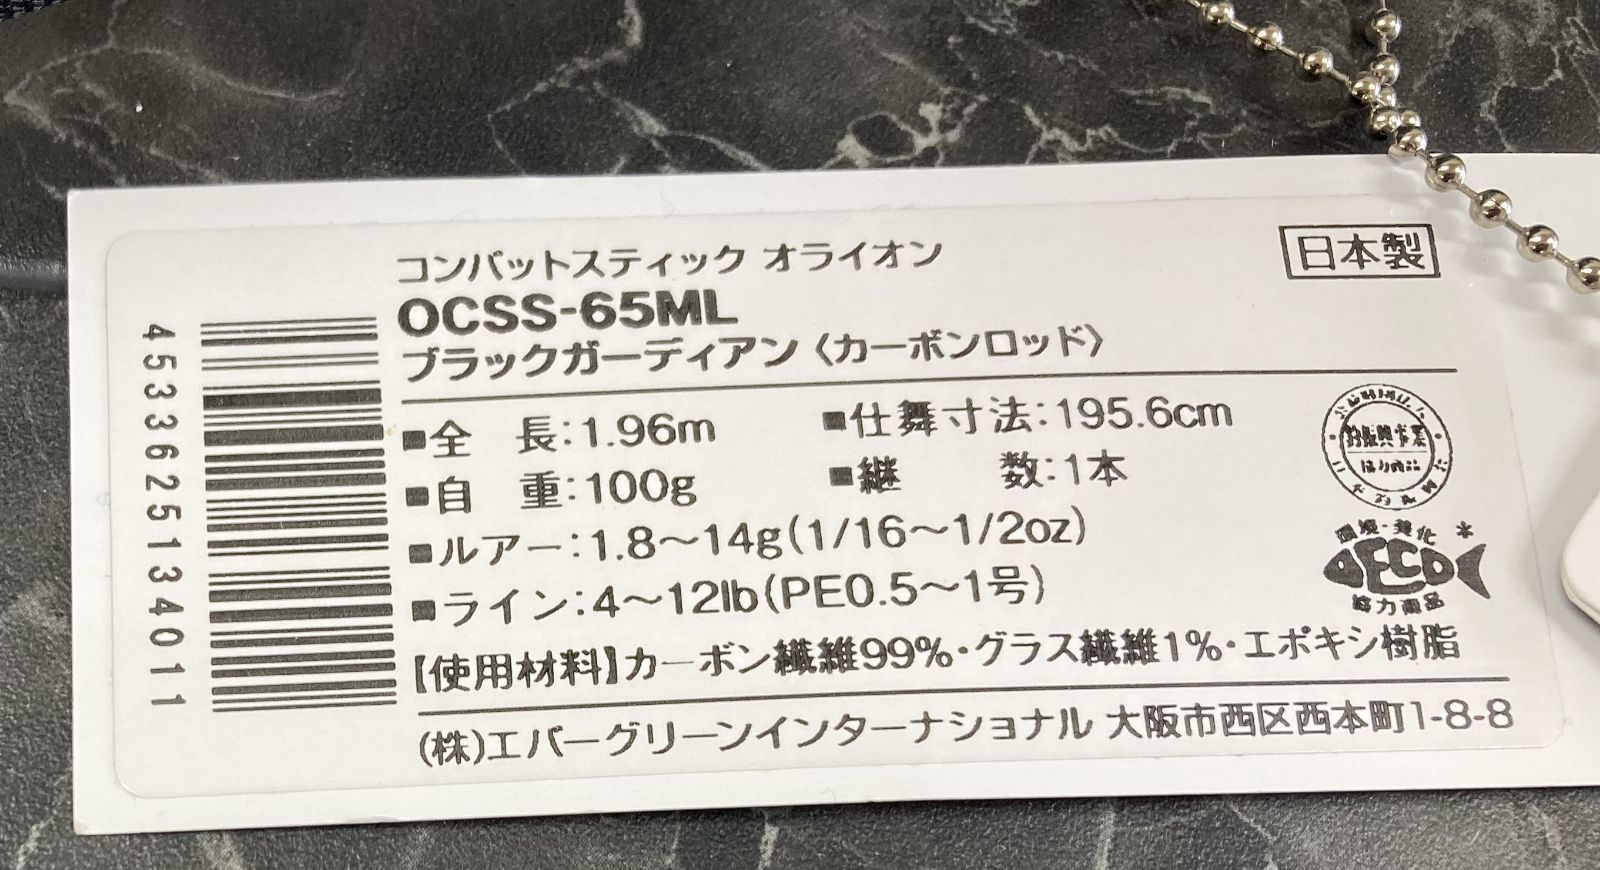 コンバットスティック オライオン
日本製
OCSS-65ML
ブラックガーディアン〈カーボンロッド〉
■全 長:1.96m ■仕舞寸法:195.6cm
■自 重:100g ■継 数:1本
■ルアー:1.8〜14g(1/16〜1/2oz)
■ライン:4〜12lb(PE0.5〜1号)
【使用材料】カーボン繊維99%・グラス繊維1%・エポキシ樹脂
(株)エバーグリーンインターナショナル 大阪市西区西本町1-8-8
4533625134011
環境・美化
*
DECO
協力商品